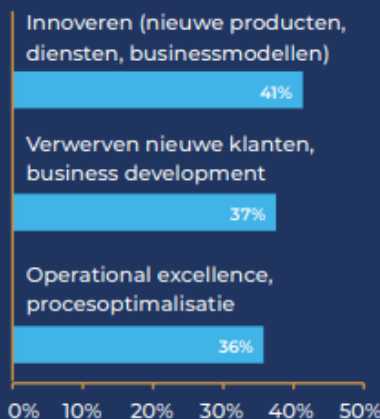 Innoveren (nieuwe producten,
diensten, businessmodellen)
41%
Verwerven nieuwe klanten,
business development
37%
Operational excellence,
procesoptimalisatie
36%
0% 10% 20% 30% 40% 50%